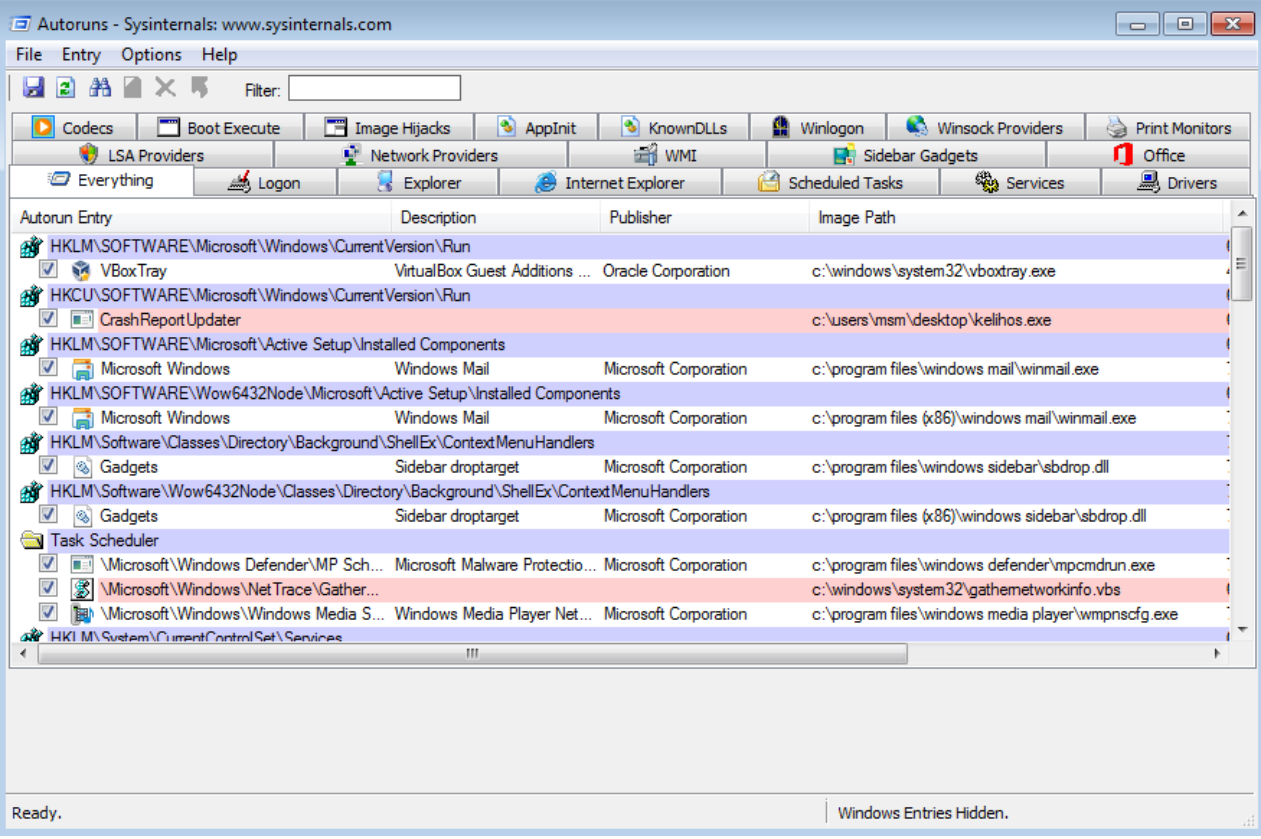 Autoruns - Sysinternals: www.sysinternals.com
File Entry Options Help
Filter:
Codecs Boot Execute Image Hijacks AppInit KnownDLLs Winlogon Winsock Providers Print Monitors
LSA Providers Network Providers WMI Sidebar Gadgets Office
Everything Logon Explorer Internet Explorer Scheduled Tasks Services Drivers
Autorun Entry Description Publisher Image Path
HKLM\SOFTWARE\Microsoft\Windows\CurrentVersion\Run
VBoxTray VirtualBox Guest Additions ... Oracle Corporation c:\windows\system32\vboxtray.exe
HKCU\SOFTWARE\Microsoft\Windows\CurrentVersion\Run
CrashReportUpdater c:\users\msm\desktop\kelihos.exe
HKLM\SOFTWARE\Microsoft\Active Setup\Installed Components
Microsoft Windows Windows Mail Microsoft Corporation c:\program files\windows mail\winmail.exe
HKLM\SOFTWARE\Wow6432Node\Microsoft\Active Setup\Installed Components
Microsoft Windows Windows Mail Microsoft Corporation c:\program files (x86)\windows mail\winmail.exe
HKLM\Software\Classes\Directory\Background\ShellEx\ContextMenuHandlers
Gadgets Sidebar droptarget Microsoft Corporation c:\program files\windows sidebar\sbdrop.dll
HKLM\Software\Wow6432Node\Classes\Directory\Background\ShellEx\ContextMenuHandlers
Gadgets Sidebar droptarget Microsoft Corporation c:\program files (x86)\windows sidebar\sbdrop.dll
Task Scheduler
\Microsoft\Windows Defender\MP Sch... Microsoft Malware Protectio... Microsoft Corporation c:\program files\windows defender\mpcmdrun.exe
\Microsoft\Windows\NetTrace\Gather... c:\windows\system32\gathernetworkinfo.vbs
\Microsoft\Windows\Windows Media S... Windows Media Player Net... Microsoft Corporation c:\program files\windows media player\wmpnscfg.exe
HKLM\System\CurrentControlSet\Services
Ready. Windows Entries Hidden.